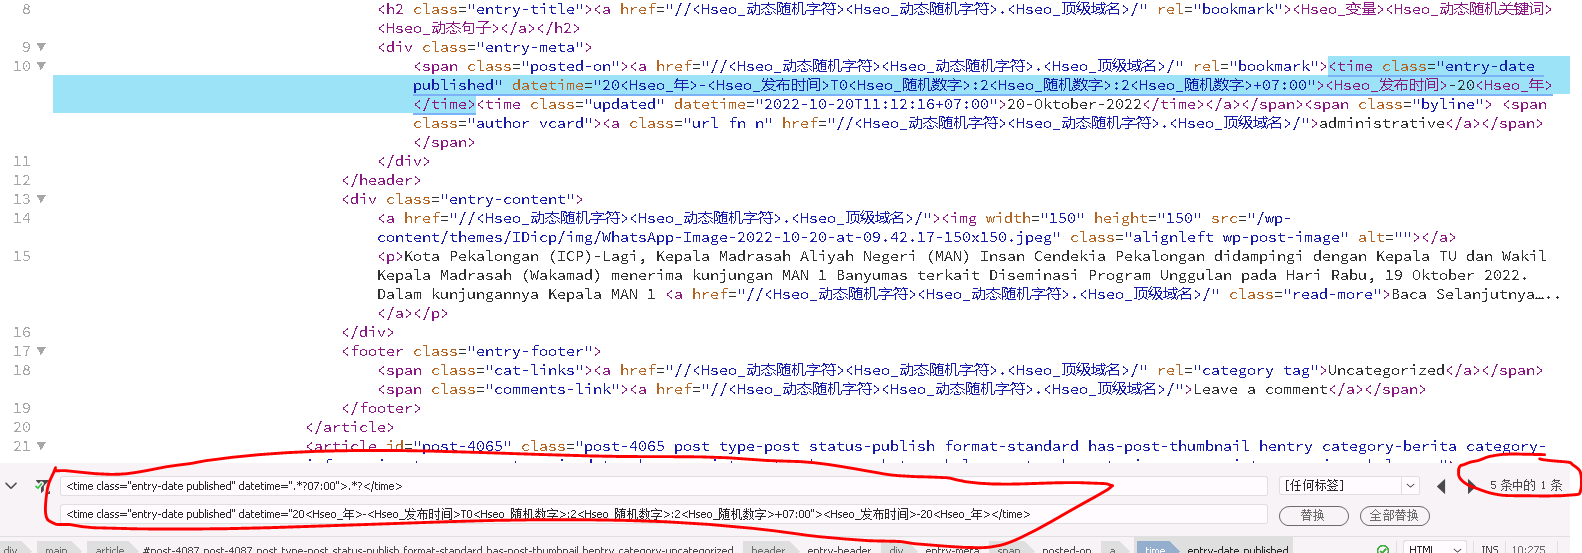 8 <h2 class="entry-title"><a href="//<Hseo_动态随机字符><Hseo_动态随机字符>.<Hseo_顶级域名>/" rel="bookmark"><Hseo_变量><Hseo_动态随机关键词>
<Hseo_动态句子></a></h2>
9 <div class="entry-meta">
10 <span class="posted-on"><a href="//<Hseo_动态随机字符><Hseo_动态随机字符>.<Hseo_顶级域名>/" rel="bookmark"><time class="entry-date
published" datetime="20<Hseo_年>-<Hseo_发布时间>T0<Hseo_随机数字>:2<Hseo_随机数字>:2<Hseo_随机数字>+07:00"><Hseo_发布时间>-20<Hseo_年>
</time><time class="updated" datetime="2022-10-20T11:12:16+07:00">20-Oktober-2022</time></a></span><span class="byline"> <span
class="author vcard"><a class="url fn n" href="//<Hseo_动态随机字符><Hseo_动态随机字符>.<Hseo_顶级域名>/">administrative</a></span>
</span>
11 </div>
12 </header>
13 <div class="entry-content">
14 <a href="//<Hseo_动态随机字符><Hseo_动态随机字符>.<Hseo_顶级域名>/"><img width="150" height="150" src="/wp-
content/themes/IDicp/img/WhatsApp-Image-2022-10-20-at-09.42.17-150x150.jpeg" class="alignleft wp-post-image" alt=""></a>
15 <p>Kota Pekalongan (ICP)-Lagi, Kepala Madrasah Aliyah Negeri (MAN) Insan Cendekia Pekalongan didampingi dengan Kepala TU dan Wakil
Kepala Madrasah (Wakamad) menerima kunjungan MAN 1 Banyumas terkait Diseminasi Program Unggulan pada Hari Rabu, 19 Oktober 2022.
Dalam kunjungannya Kepala MAN 1 <a href="//<Hseo_动态随机字符><Hseo_动态随机字符>.<Hseo_顶级域名>/" class="read-more">Baca Selanjutnya…..
</a></p>
16 </div>
17 <footer class="entry-footer">
18 <span class="cat-links"><a href="//<Hseo_动态随机字符><Hseo_动态随机字符>.<Hseo_顶级域名>/" rel="category tag">Uncategorized</a></span>
<span class="comments-link"><a href="//<Hseo_动态随机字符><Hseo_动态随机字符>.<Hseo_顶级域名>/">Leave a comment</a></span>
19 </footer>
20 </article>
21 <article id="post-4065" class="post-4065 post type-post status-publish format-standard has-post-thumbnail hentry category-berita category-
<time class="entry-date published" datetime=".*?07:00">.*?</time> [任何标签] 5 条中的 1 条
<time class="entry-date published" datetime="20<Hseo_年>-<Hseo_发布时间>T0<Hseo_随机数字>:2<Hseo_随机数字>:2<Hseo_随机数字>+07:00"><Hseo_发布时间>-20<Hseo_年></time> 替换 全部替换
div main article #post-4087 .post-4087 .post .type-post .status-publish .format-standard .has-post-thumbnail .hentry .category-uncategorized header .entry-header div .entry-meta span .posted-on a time .entry-date.published HTML INS 10:275